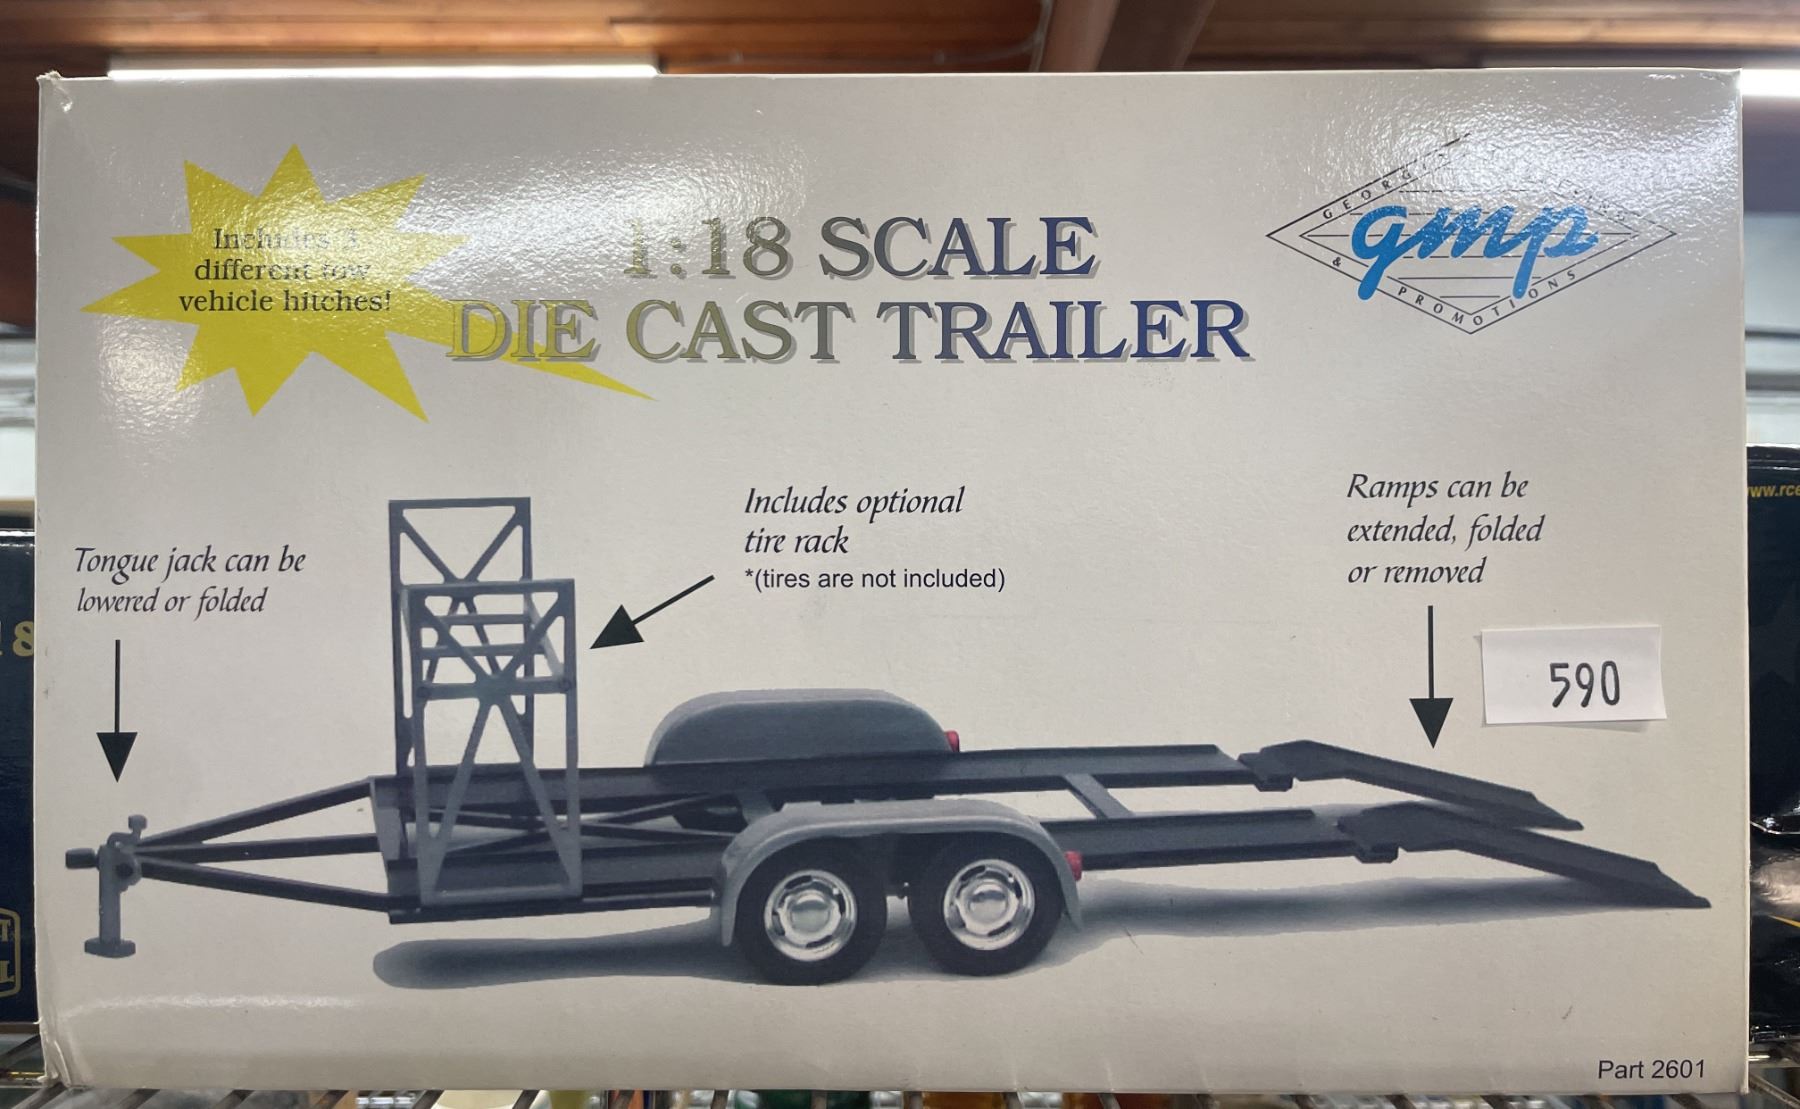 Includes 3
different tow
vehicle hitches!
1:18 SCALE
DIE CAST TRAILER
gmp
& PROMOTIONS
Tongue jack can be
lowered or folded
Includes optional
tire rack
*(tires are not included)
Ramps can be
extended, folded
or removed
590
Part 2601
www.rce